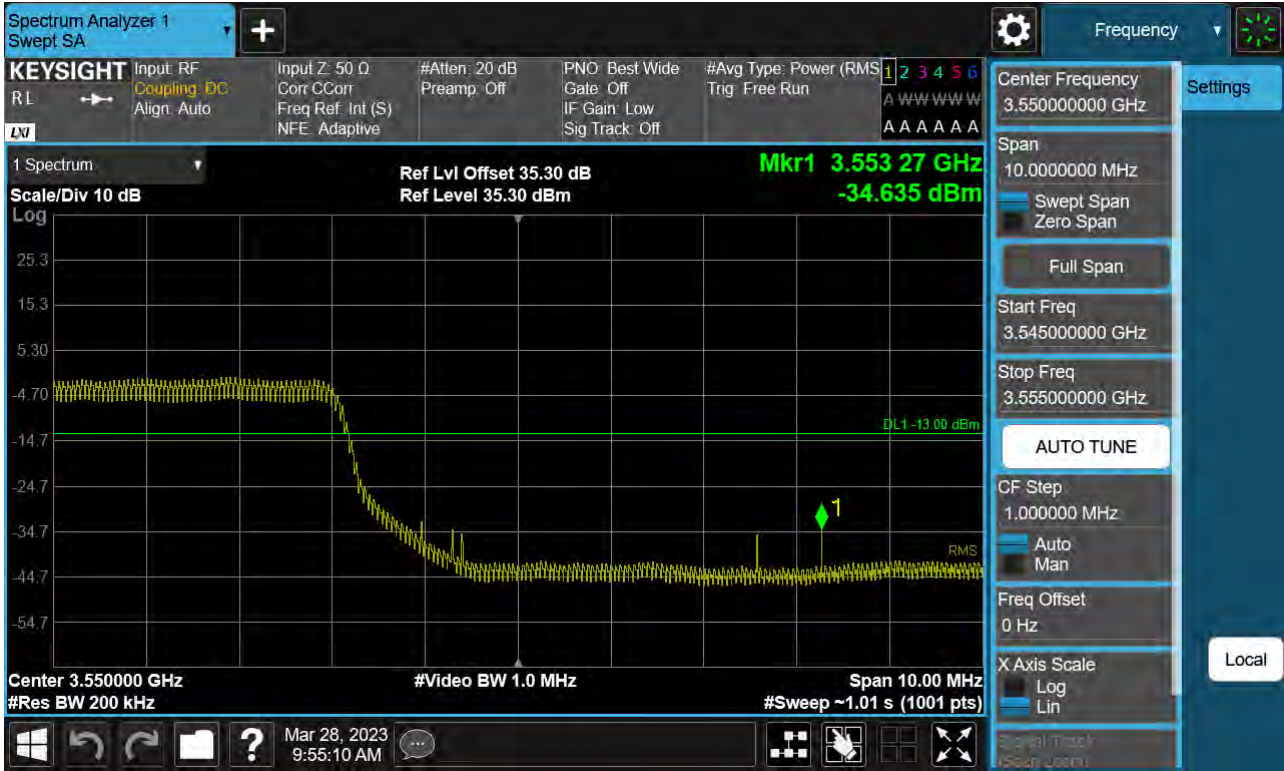 Spectrum Analyzer 1
Swept SA
+
Frequency
KEYSIGHT
RL
LXI
Input: RF
Coupling: DC
Align: Auto
Input Z: 50 Ω
Corr CCorr
Freq Ref: Int (S)
NFE: Adaptive
#Atten: 20 dB
Preamp: Off
PNO: Best Wide
Gate: Off
IF Gain: Low
Sig Track: Off
#Avg Type: Power (RMS
Trig: Free Run
1 2 3 4 5 6
A W W W W W
A A A A A A
1 Spectrum
Scale/Div 10 dB
Log
Ref Lvl Offset 35.30 dB
Ref Level 35.30 dBm
Mkr1 3.553 27 GHz
-34.635 dBm
25.3
15.3
5.30
-4.70
-14.7
-24.7
-34.7
-44.7
-54.7
DL1 -13.00 dBm
1
RMS
Center 3.550000 GHz
#Res BW 200 kHz
#Video BW 1.0 MHz
Span 10.00 MHz
#Sweep ~1.01 s (1001 pts)
Center Frequency
3.550000000 GHz
Settings
Span
10.0000000 MHz
Swept Span
Zero Span
Full Span
Start Freq
3.545000000 GHz
Stop Freq
3.555000000 GHz
AUTO TUNE
CF Step
1.000000 MHz
Auto
Man
Freq Offset
0 Hz
X Axis Scale
Log
Lin
Local
Signal Track
(Span Zoom)
?
Mar 28, 2023
9:55:10 AM